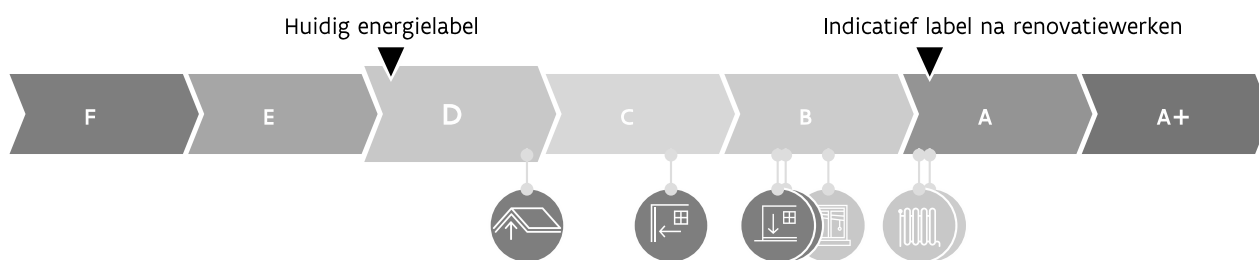 Huidig energielabel
Indicatief label na renovatiewerken
F E D C B A A+